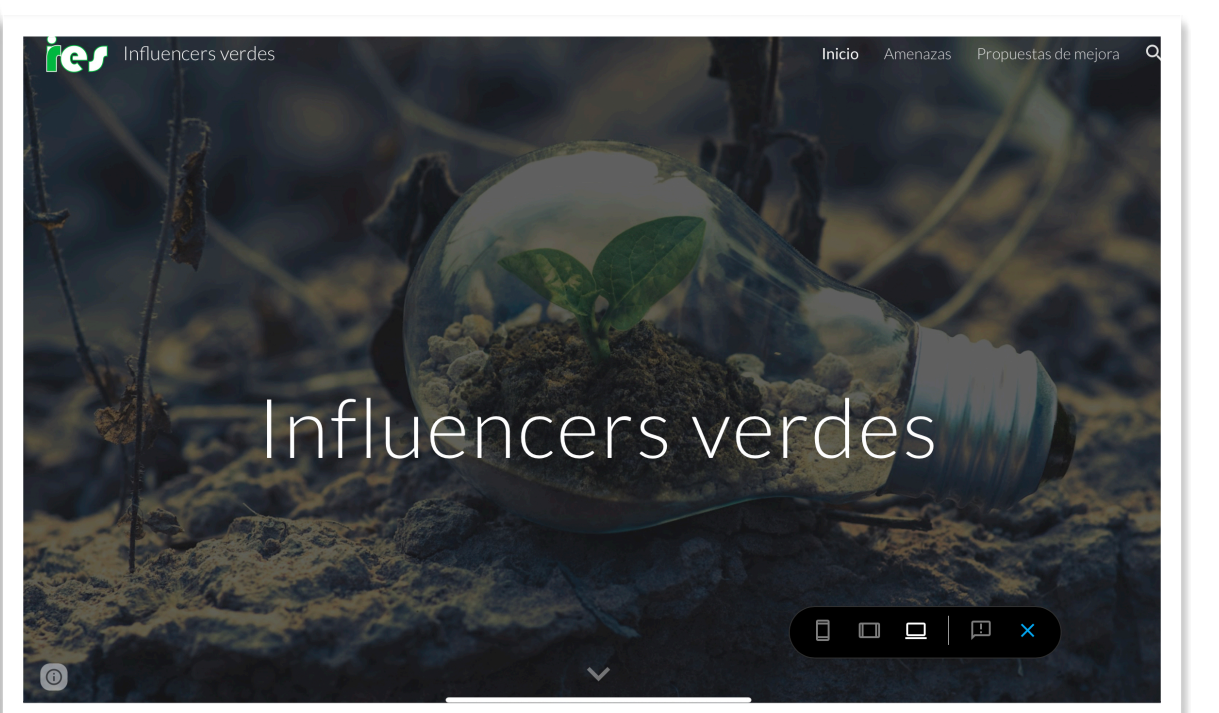 ies
Influencers verdes
Inicio
Amenazas
Propuestas de mejora
Influencers verdes